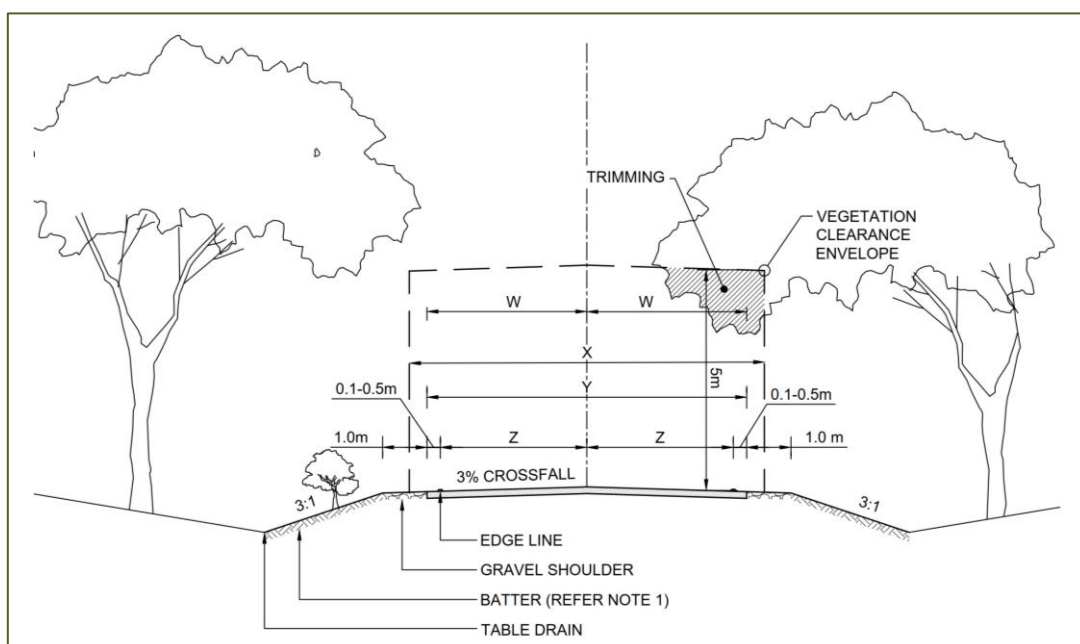 TRIMMING
VEGETATION
CLEARANCE
ENVELOPE
W
W
X
5m
Y
0.1-0.5m
0.1-0.5m
1.0m
Z
Z
1.0 m
3% CROSSFALL
3:1
3:1
EDGE LINE
GRAVEL SHOULDER
BATTER (REFER NOTE 1)
TABLE DRAIN